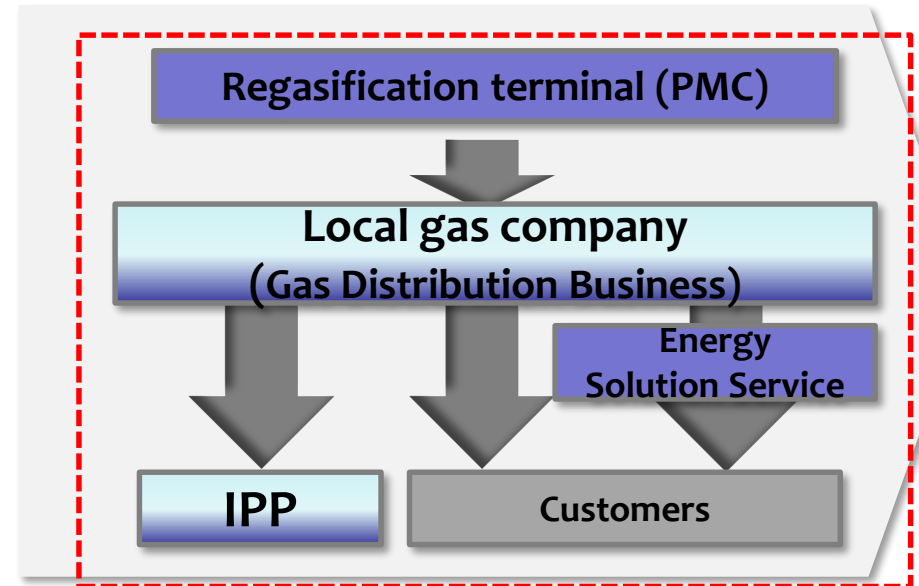 Regasification terminal (PMC)
Local gas company
(Gas Distribution Business)
Energy
Solution Service
IPP
Customers